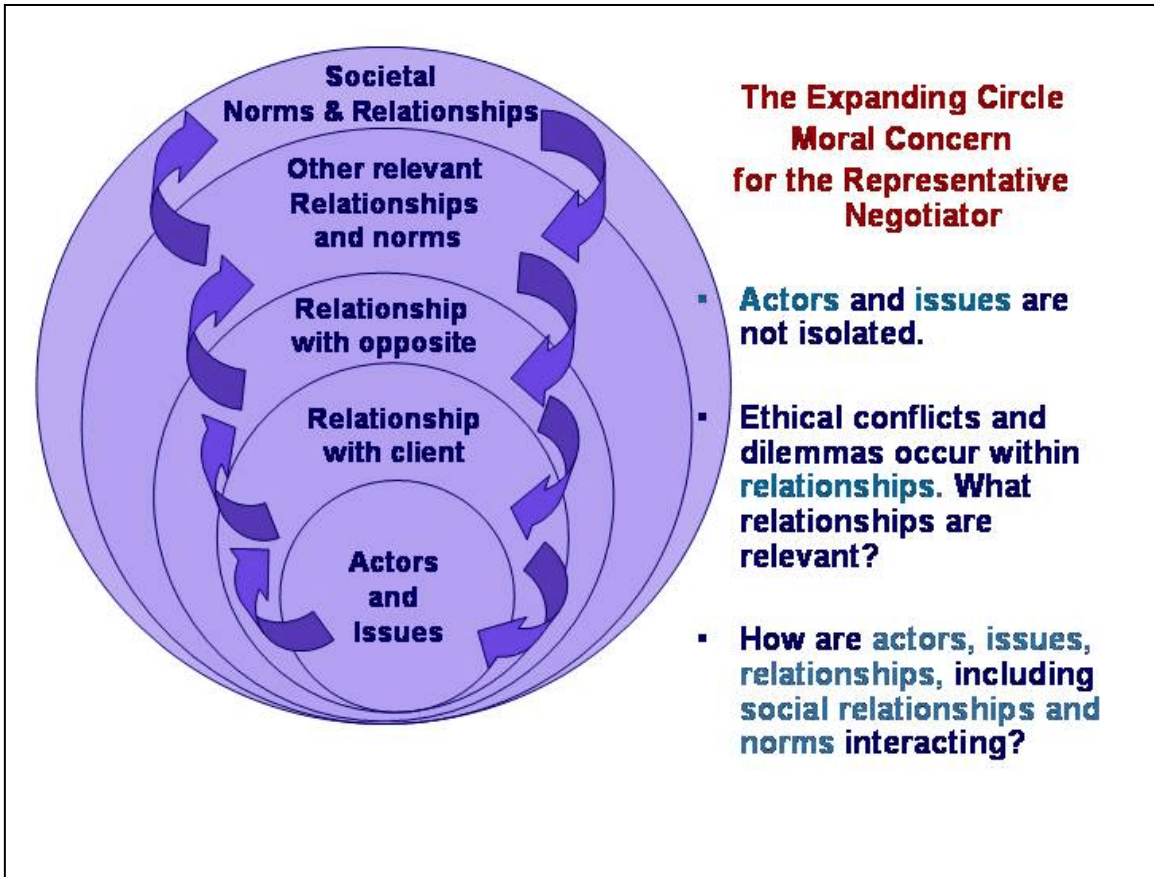 Societal
Norms & Relationships
Other relevant
Relationships
and norms
Relationship
with opposite
Relationship
with client
Actors
and
Issues
The Expanding Circle
Moral Concern
for the Representative
Negotiator
▪ Actors and issues are
not isolated.
▪ Ethical conflicts and
dilemmas occur within
relationships. What
relationships are
relevant?
▪ How are actors, issues,
relationships, including
social relationships and
norms interacting?